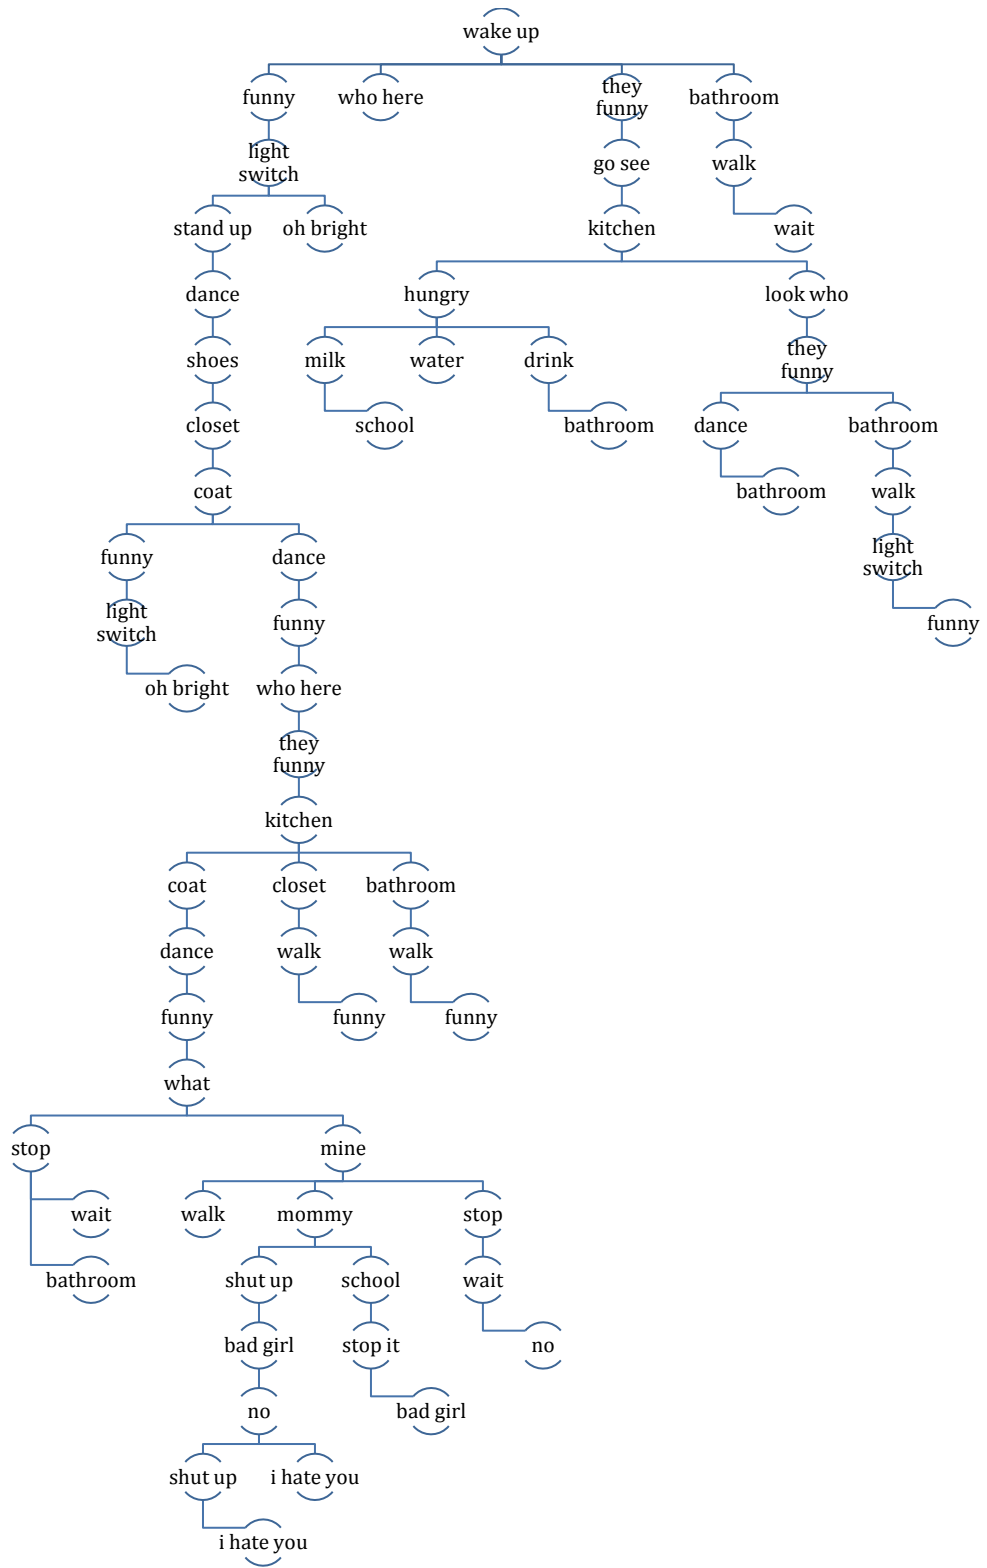 wake up
funny
who here
they
funny
bathroom
light
switch
go see
walk
stand up
oh bright
kitchen
wait
dance
hungry
look who
shoes
milk
water
drink
they
funny
closet
school
bathroom
dance
bathroom
coat
bathroom
walk
funny
dance
light
switch
light
switch
funny
funny
oh bright
who here
they
funny
kitchen
coat
closet
bathroom
dance
walk
walk
funny
funny
funny
what
stop
mine
wait
walk
mommy
stop
bathroom
shut up
school
wait
bad girl
stop it
no
no
bad girl
shut up
i hate you
i hate you